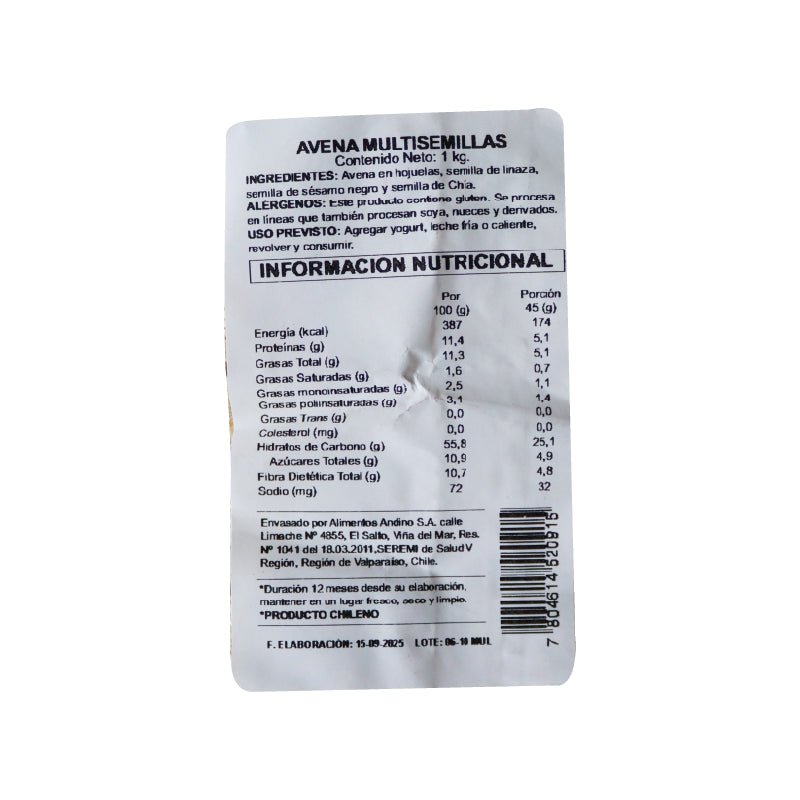 AVENA MULTISEMILLAS
Contenido Neto: 1 kg.
INGREDIENTES: Avena en hojuelas, semilla de linaza,
semilla de sésamo negro y semilla de Chia.
ALERGENOS: Este producto contiene gluten. Se procesa
en líneas que también procesan soya, nueces y derivados.
USO PREVISTO: Agregar yogurt, leche fría o caliente,
revolver y consumir.
INFORMACION NUTRICIONAL
Por Porción
100 (g) 45 (g)
Energía (kcal) 387 174
Proteínas (g) 11,4 5,1
Grasas Total (g) 11,3 5,1
Grasas Saturadas (g) 1,6 0,7
Grasas monoinsaturadas (g) 2,5 1,1
Grasas poliinsaturadas (g) 3,1 1,4
Grasas Trans (g) 0,0 0,0
Colesterol (mg) 0,0 0,0
Hidratos de Carbono (g) 55,8 25,1
Azúcares Totales (g) 10,9 4,9
Fibra Dietética Total (g) 10,7 4,8
Sodio (mg) 72 32
Envasado por Alimentos Andino S.A. calle
Limache Nº 4855, El Salto, Viña del Mar, Res.
Nº 1041 del 18.03.2011,SEREMI de Salud V
Región, Región de Valparaíso, Chile.
*Duración 12 meses desde su elaboración,
mantener en un lugar fresco, seco y limpio.
*PRODUCTO CHILENO
F. ELABORACIÓN: 15-09-2025 LOTE: 06-10 MUL
7 804614 520915